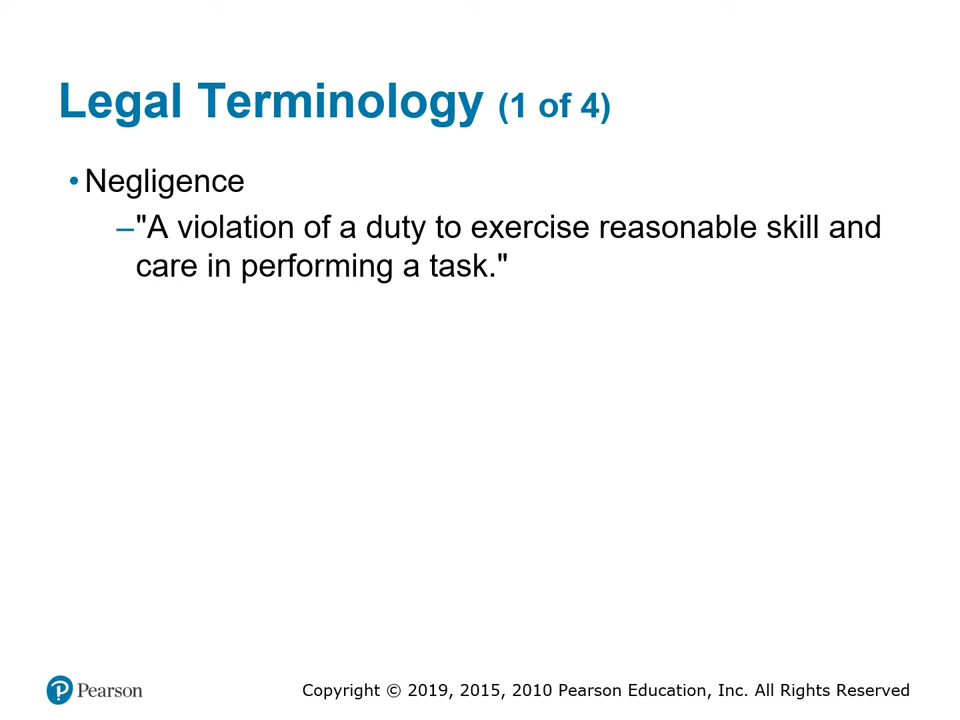 Legal Terminology (1 of 4)
• Negligence
–"A violation of a duty to exercise reasonable skill and
care in performing a task."
Pearson
Copyright © 2019, 2015, 2010 Pearson Education, Inc. All Rights Reserved